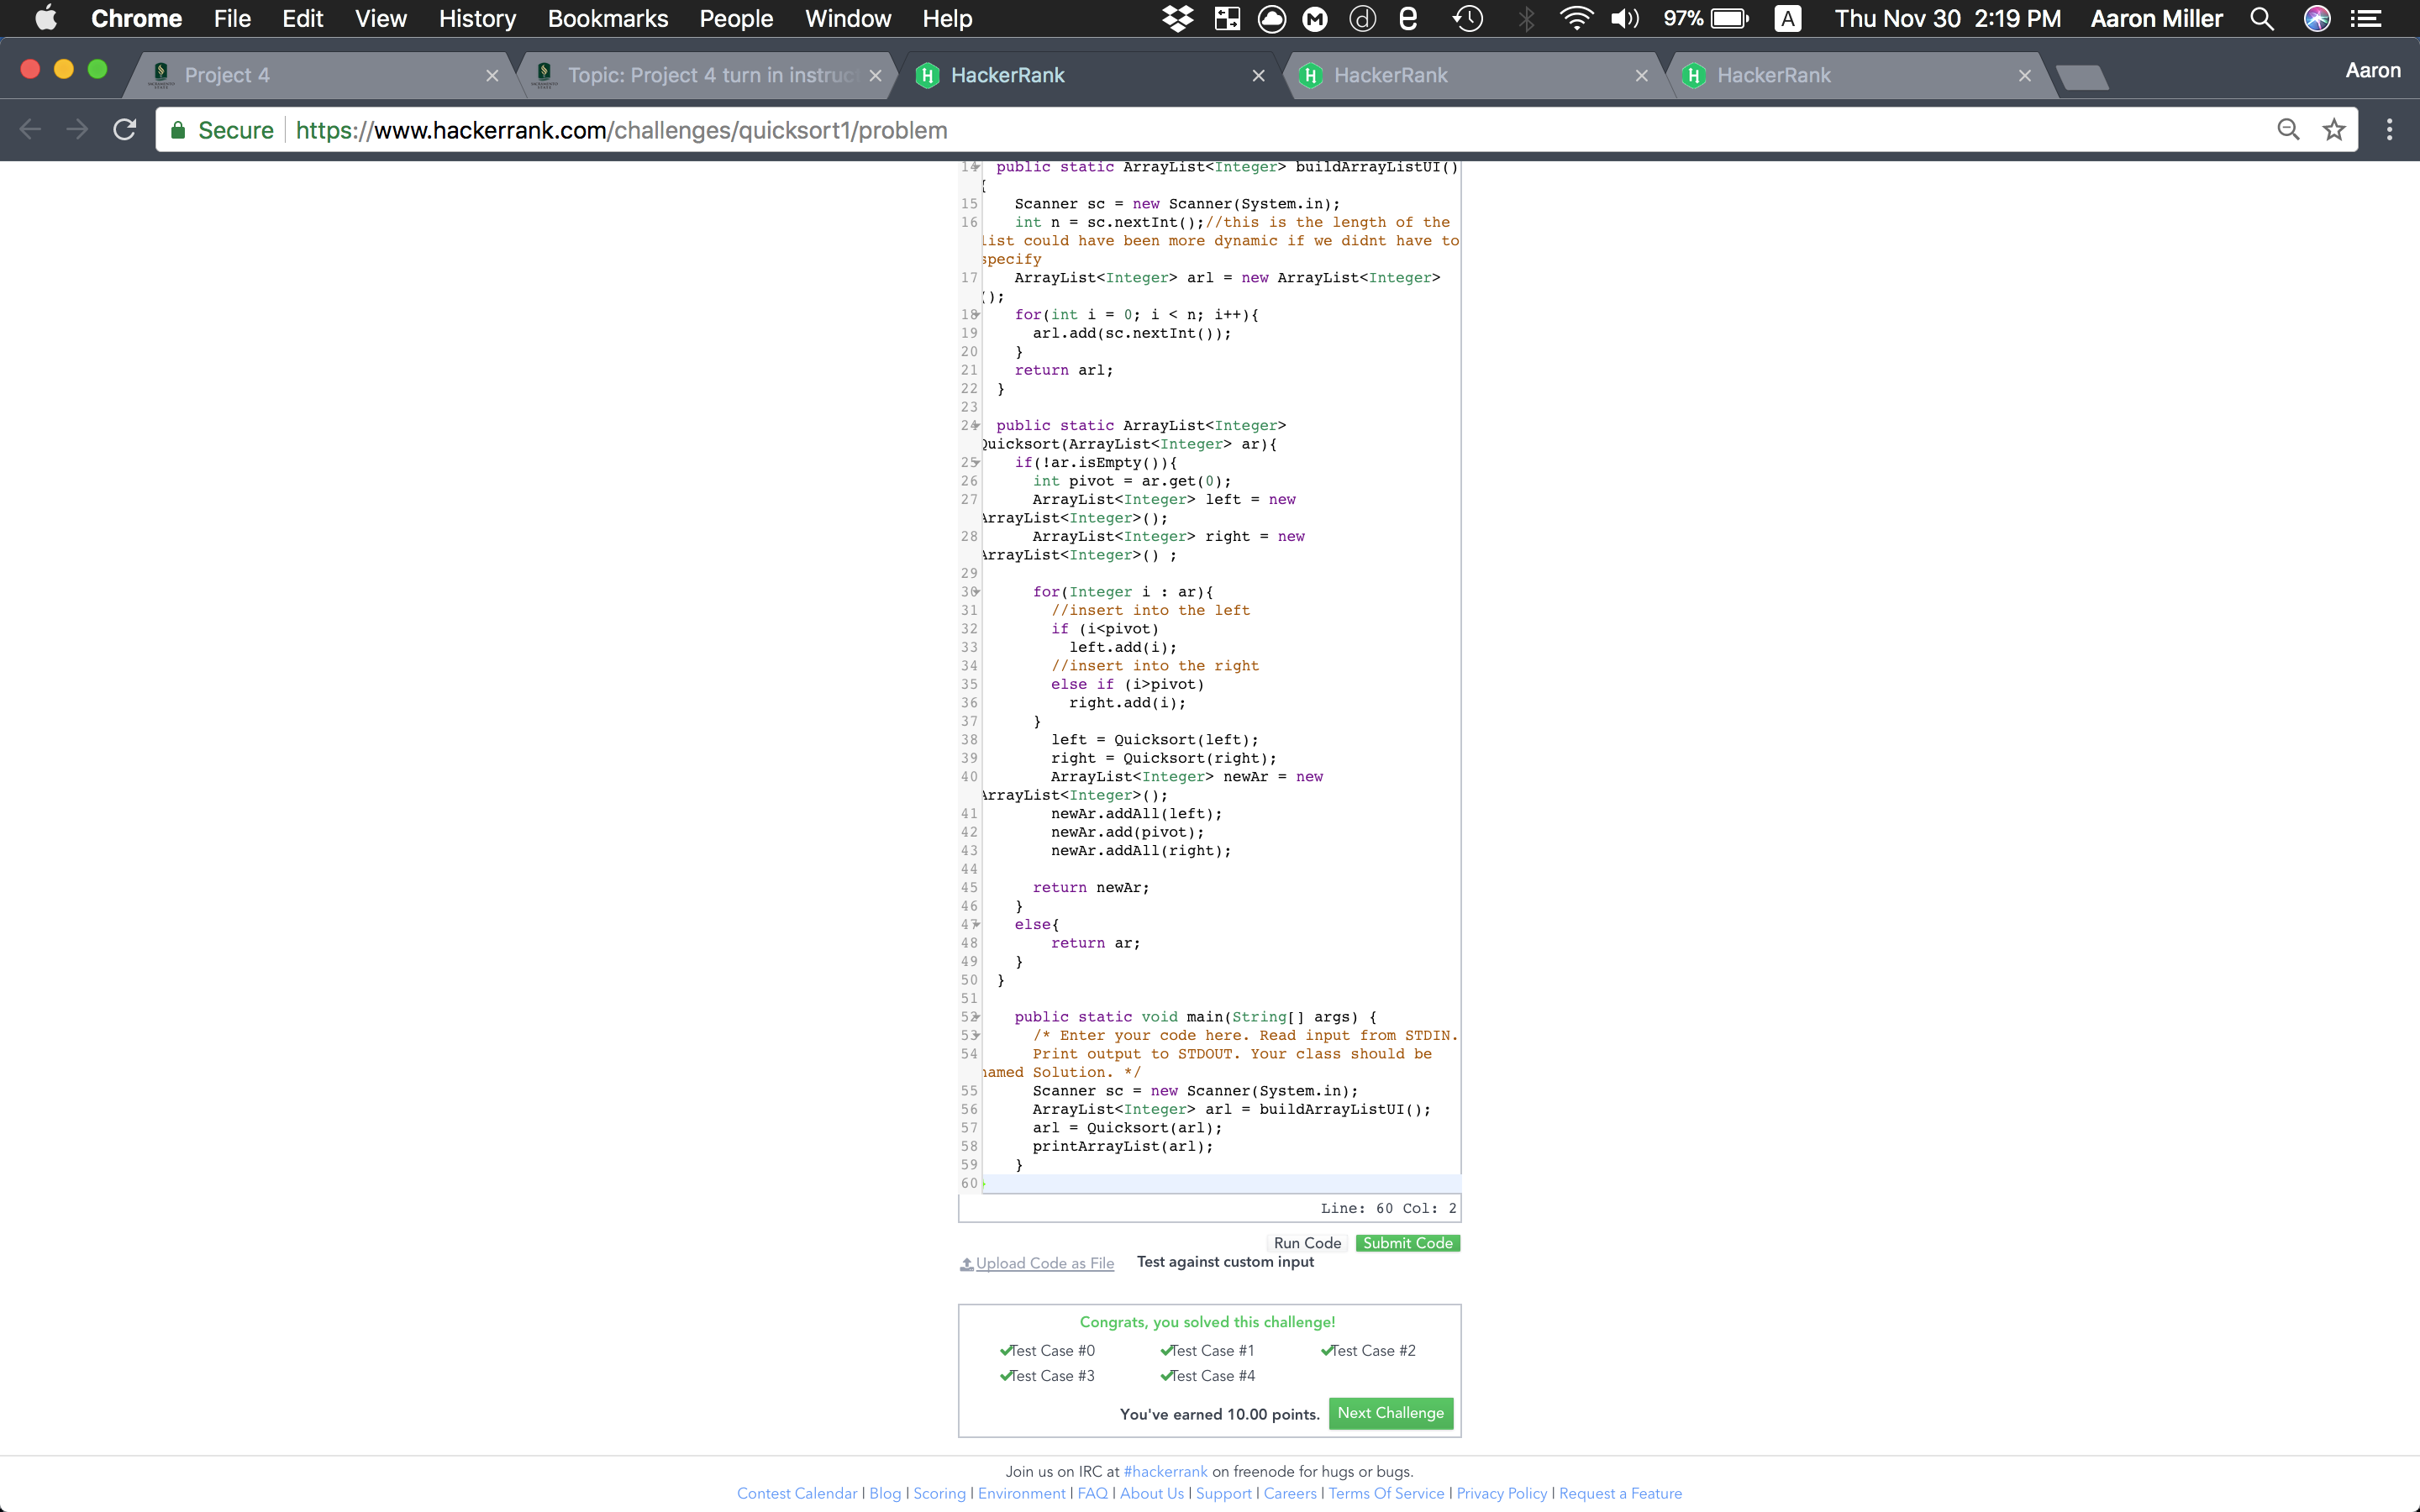 Chrome File Edit View History Bookmarks People Window Help 97% A Thu Nov 30 2:19 PM Aaron Miller
Project 4 Topic: Project 4 turn in instruc HackerRank HackerRank HackerRank Aaron
Secure https://www.hackerrank.com/challenges/quicksort1/problem
14 public static ArrayList<Integer> buildArrayListUI()
{
15 Scanner sc = new Scanner(System.in);
16 int n = sc.nextInt();//this is the length of the
list could have been more dynamic if we didnt have to
specify
17 ArrayList<Integer> arl = new ArrayList<Integer>
();
18 for(int i = 0; i < n; i++){
19 arl.add(sc.nextInt());
20 }
21 return arl;
22 }
23
24 public static ArrayList<Integer>
Quicksort(ArrayList<Integer> ar){
25 if(!ar.isEmpty()){
26 int pivot = ar.get(0);
27 ArrayList<Integer> left = new
ArrayList<Integer>();
28 ArrayList<Integer> right = new
ArrayList<Integer>() ;
29
30 for(Integer i : ar){
31 //insert into the left
32 if (i<pivot)
33 left.add(i);
34 //insert into the right
35 else if (i>pivot)
36 right.add(i);
37 }
38 left = Quicksort(left);
39 right = Quicksort(right);
40 ArrayList<Integer> newAr = new
ArrayList<Integer>();
41 newAr.addAll(left);
42 newAr.add(pivot);
43 newAr.addAll(right);
44
45 return newAr;
46 }
47 else{
48 return ar;
49 }
50 }
51
52 public static void main(String[] args) {
53 /* Enter your code here. Read input from STDIN.
54 Print output to STDOUT. Your class should be
named Solution. */
55 Scanner sc = new Scanner(System.in);
56 ArrayList<Integer> arl = buildArrayListUI();
57 arl = Quicksort(arl);
58 printArrayList(arl);
59 }
60 }
Line: 60 Col: 2
Run Code Submit Code
Upload Code as File Test against custom input
Congrats, you solved this challenge!
Test Case #0 Test Case #1 Test Case #2
Test Case #3 Test Case #4
You've earned 10.00 points. Next Challenge
Join us on IRC at #hackerrank on freenode for hugs or bugs.
Contest Calendar | Blog | Scoring | Environment | FAQ | About Us | Support | Careers | Terms Of Service | Privacy Policy | Request a Feature